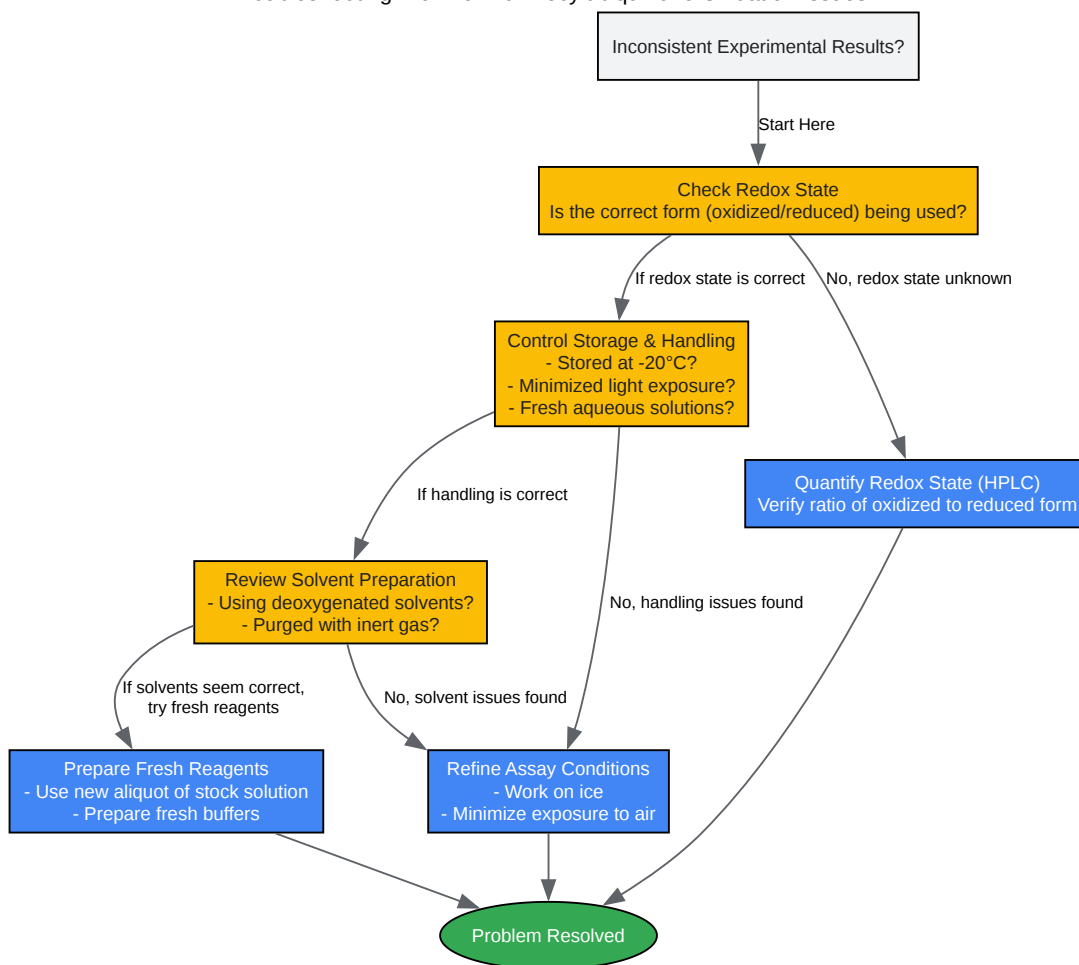 Inconsistent Experimental Results?
Start Here
Check Redox State
Is the correct form (oxidized/reduced) being used?
If redox state is correct
No, redox state unknown
Control Storage & Handling
- Stored at -20°C?
- Minimized light exposure?
- Fresh aqueous solutions?
Quantify Redox State (HPLC)
Verify ratio of oxidized to reduced form
If handling is correct
Review Solvent Preparation
- Using deoxygenated solvents?
- Purged with inert gas?
No, handling issues found
If solvents seem correct,
try fresh reagents
No, solvent issues found
Prepare Fresh Reagents
- Use new aliquot of stock solution
- Prepare fresh buffers
Refine Assay Conditions
- Work on ice
- Minimize exposure to air
Problem Resolved